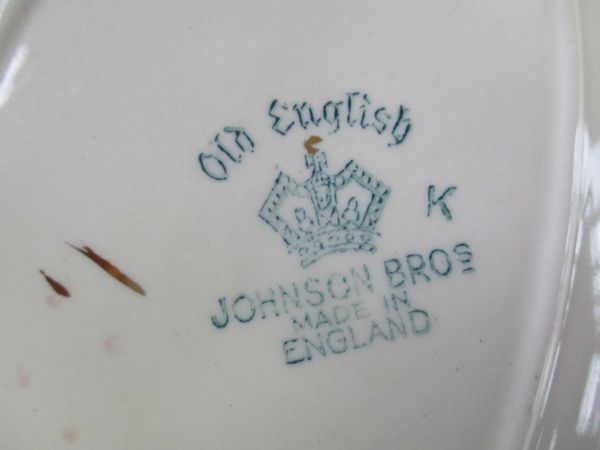 Old English
K
JOHNSON BROS
MADE IN
ENGLAND